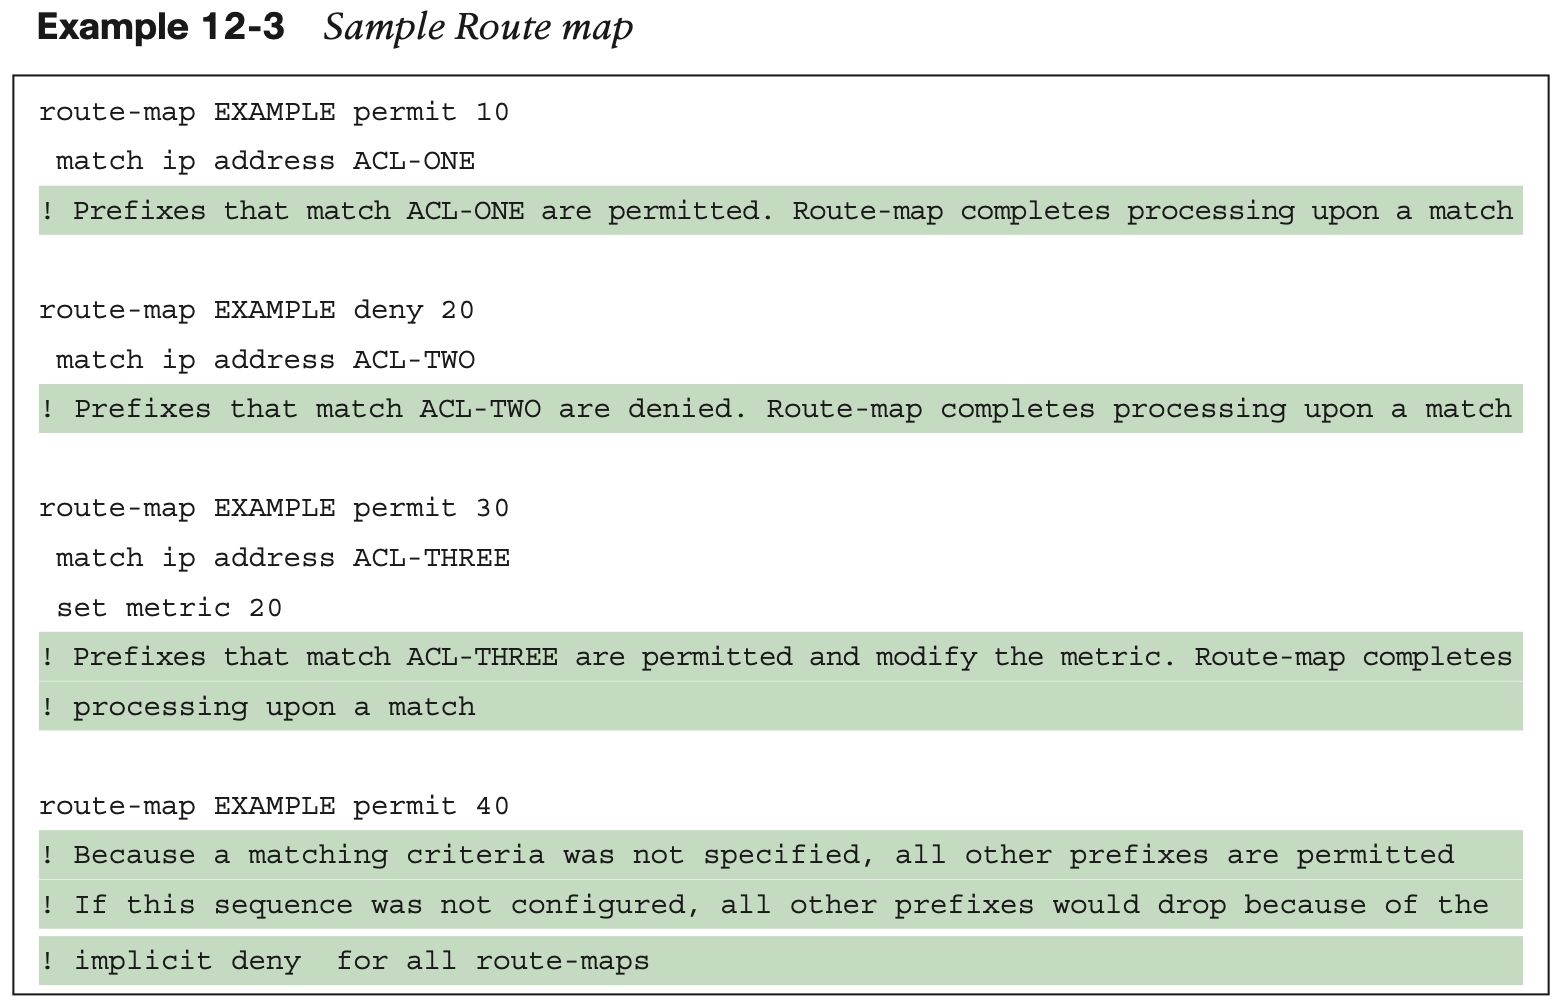 Example 12-3 Sample Route map
route-map EXAMPLE permit 10
match ip address ACL-ONE
! Prefixes that match ACL-ONE are permitted. Route-map completes processing upon a match
route-map EXAMPLE deny 20
match ip address ACL-TWO
! Prefixes that match ACL-TWO are denied. Route-map completes processing upon a match
route-map EXAMPLE permit 30
match ip address ACL-THREE
set metric 20
! Prefixes that match ACL-THREE are permitted and modify the metric. Route-map completes
! processing upon a match
route-map EXAMPLE permit 40
! Because a matching criteria was not specified, all other prefixes are permitted
! If this sequence was not configured, all other prefixes would drop because of the
! implicit deny  for all route-maps